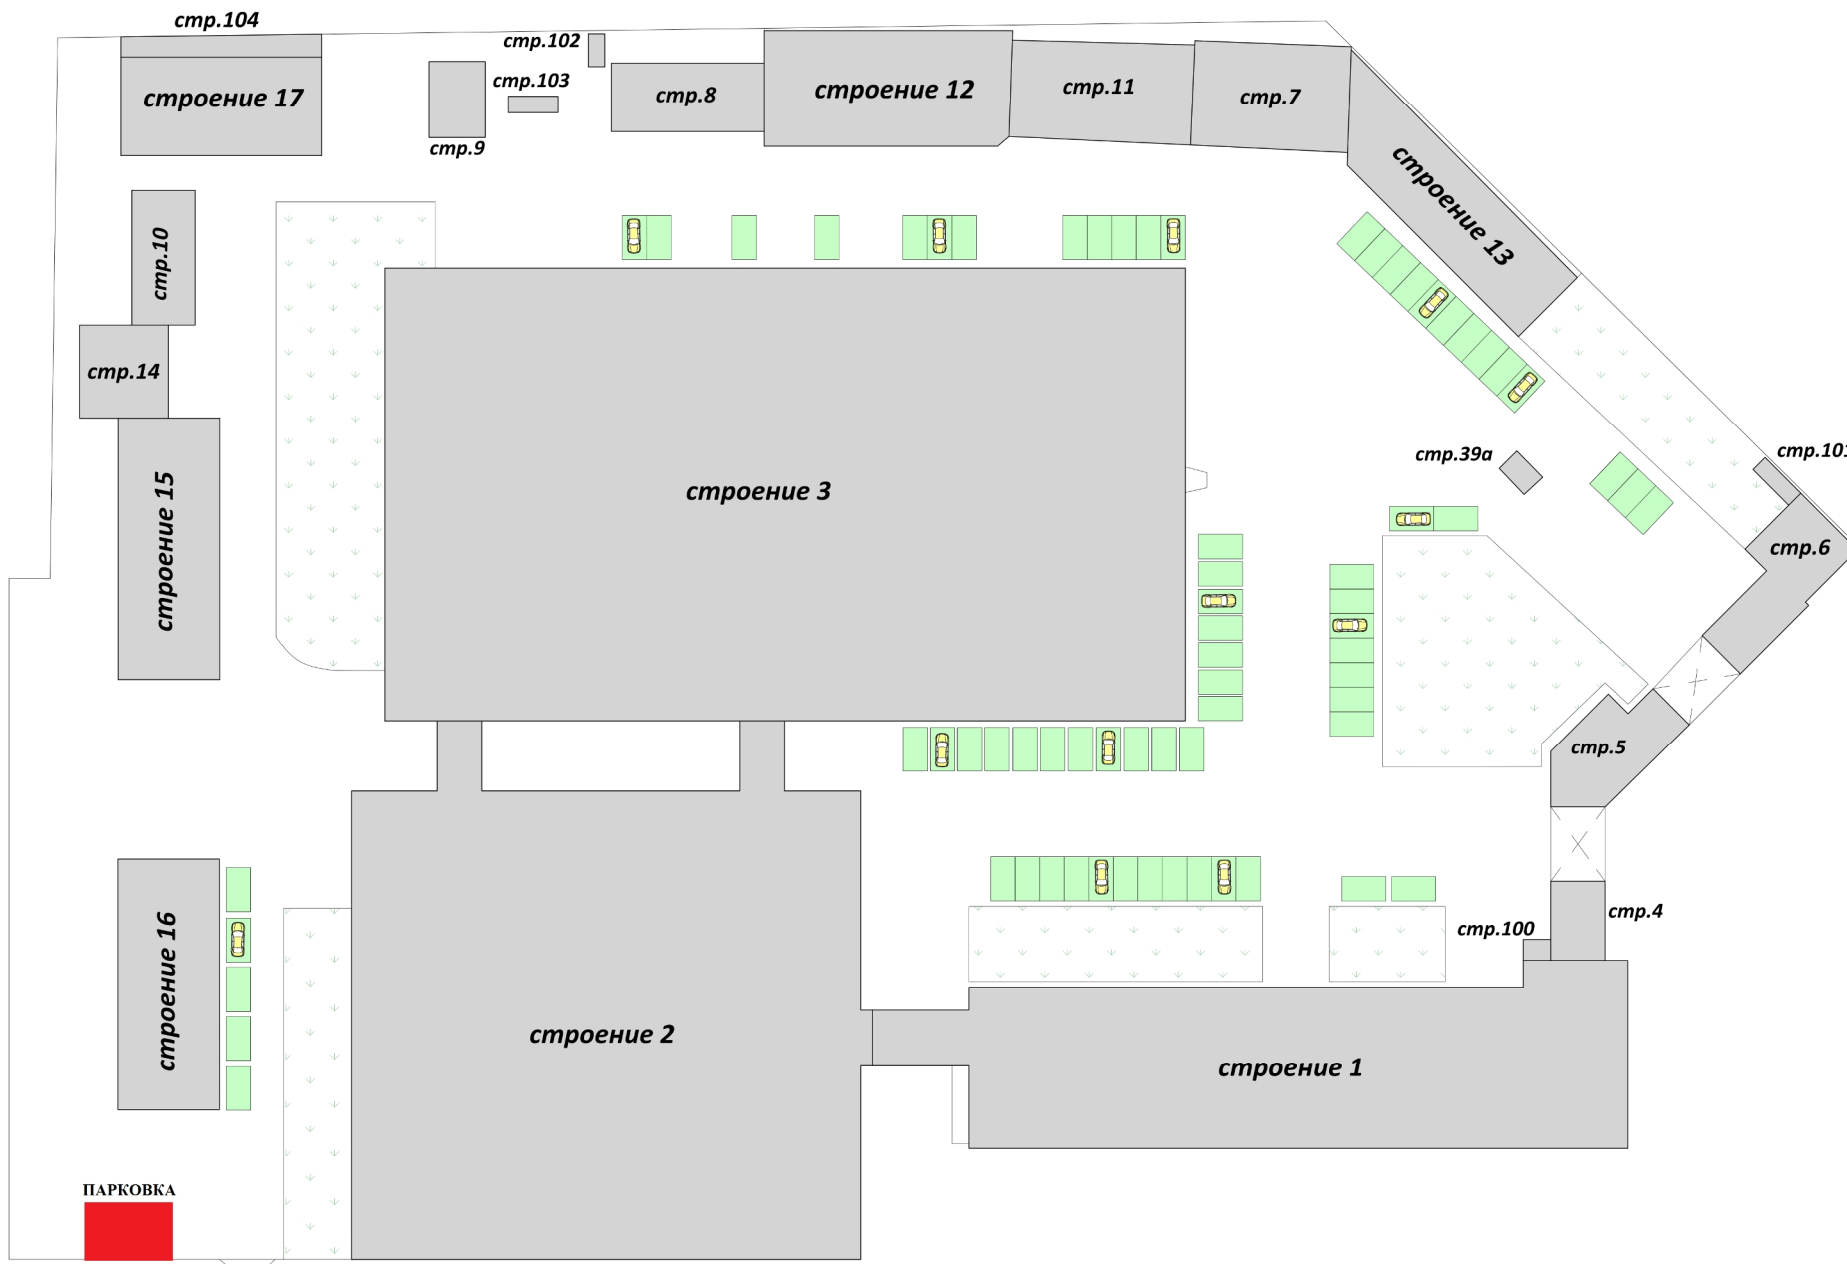 стр.104
строение 17
стр.102
стр.103
стр.9
стр.8
строение 12
стр.11
стр.7
строение 13
стр.10
стр.14
строение 15
строение 3
стр.39а
стр.101
стр.6
стр.5
стр.4
стр.100
строение 16
строение 2
строение 1
ПАРКОВКА